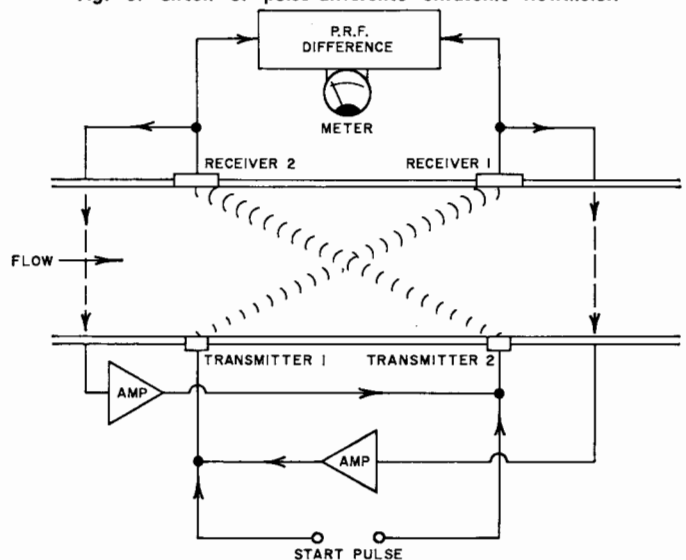 P.R.F.
DIFFERENCE
METER
RECEIVER 2
RECEIVER 1
FLOW
TRANSMITTER 1
TRANSMITTER 2
AMP
AMP
START PULSE